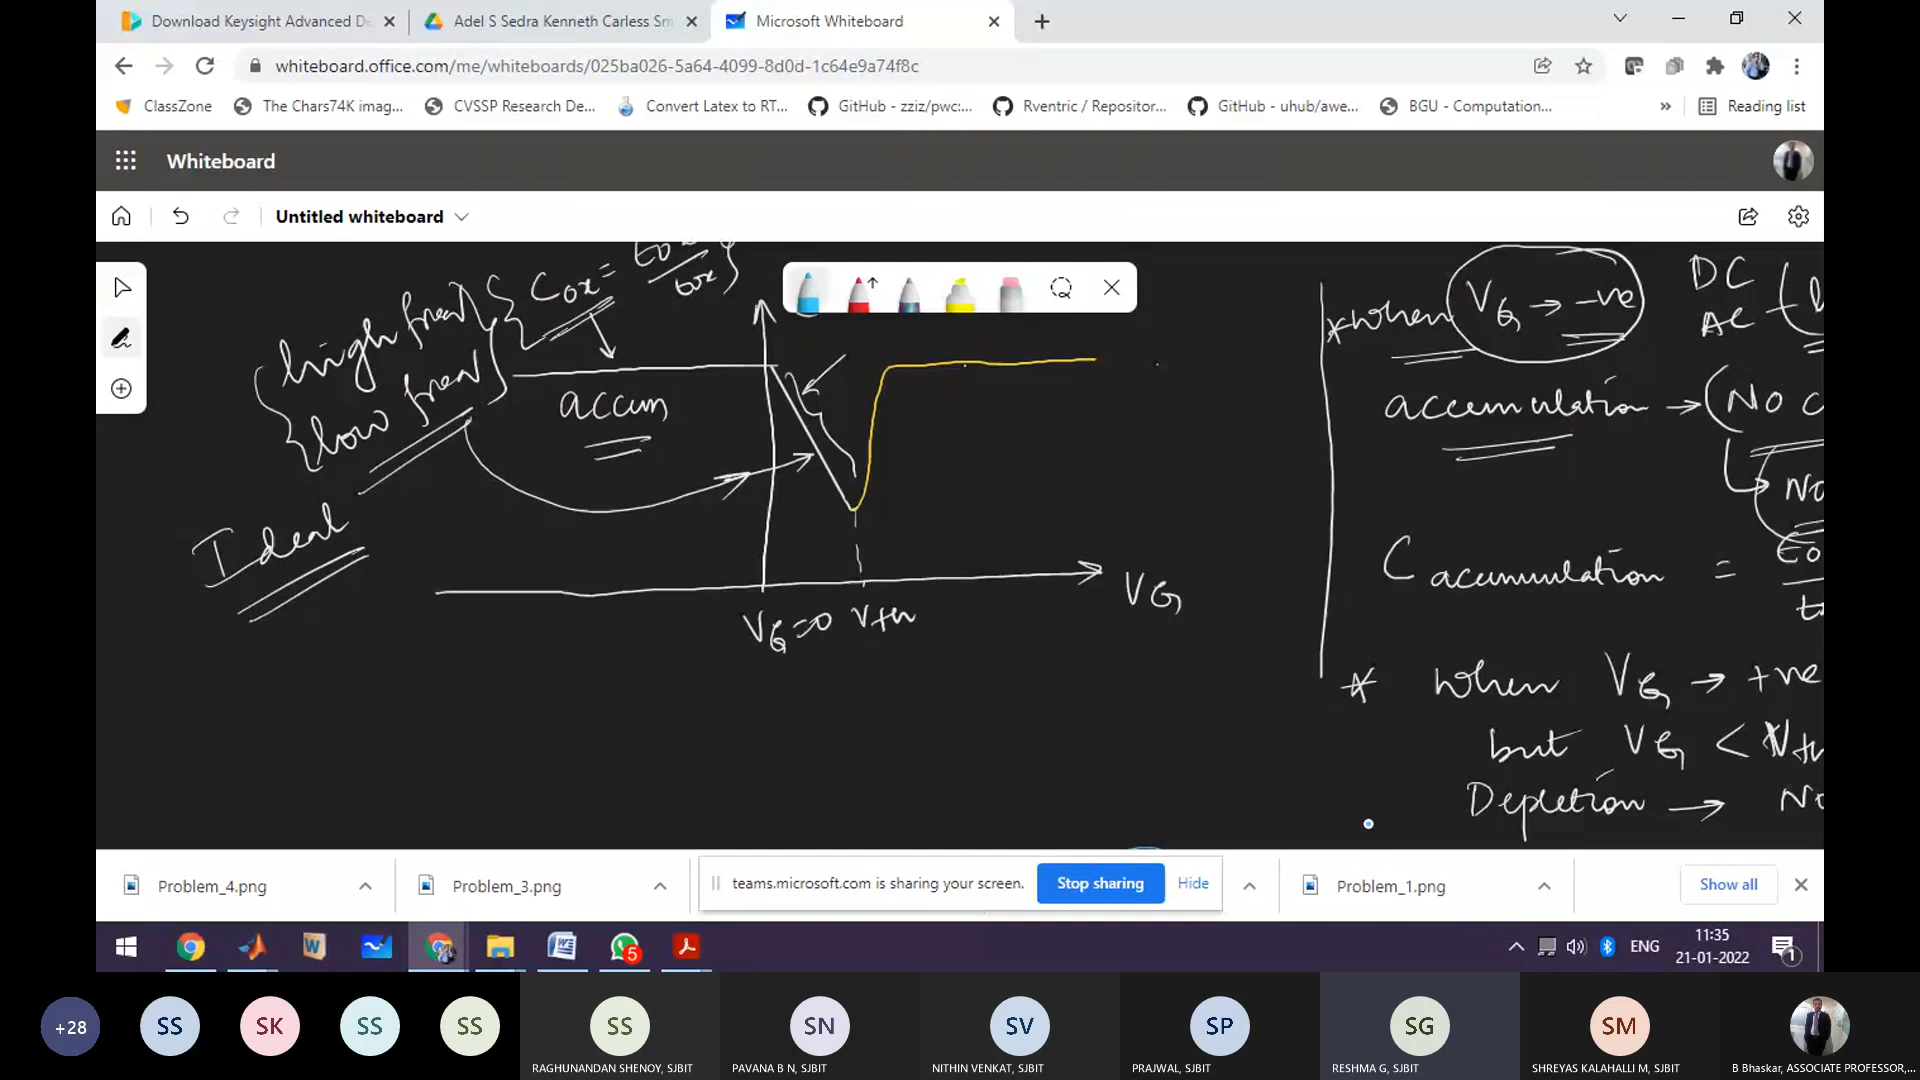 Download Keysight Advanced De
Adel S Sedra Kenneth Carless Sm
Microsoft Whiteboard
whiteboard.office.com/me/whiteboards/025ba026-5a64-4099-8d0d-1c64e9a74f8c
ClassZone
The Chars74K imag...
CVSSP Research De...
Convert Latex to RT...
GitHub - zziz/pwc:...
Rventric / Repositor...
GitHub - uhub/awe...
BGU - Computation...
»
Reading list
Whiteboard
Untitled whiteboard
high freq
low freq
Cox =
tox
accum
Ideal
VG=0 Vth
VG
*when VG → -ve
DC
AC
accumulation → (No c
No
C accumulation =
* when VG → +ve
but VG < Vth
Depletion → No
Problem_4.png
Problem_3.png
teams.microsoft.com is sharing your screen.
Stop sharing
Hide
Problem_1.png
Show all
5
ENG
11:35
21-01-2022
1
+28
SS
SK
SS
SS
SS
RAGHUNANDAN SHENOY, SJBIT
SN
PAVANA B N, SJBIT
SV
NITHIN VENKAT, SJBIT
SP
PRAJWAL, SJBIT
SG
RESHMA G, SJBIT
SM
SHREYAS KALAHALLI M, SJBIT
B Bhaskar, ASSOCIATE PROFESSOR,...